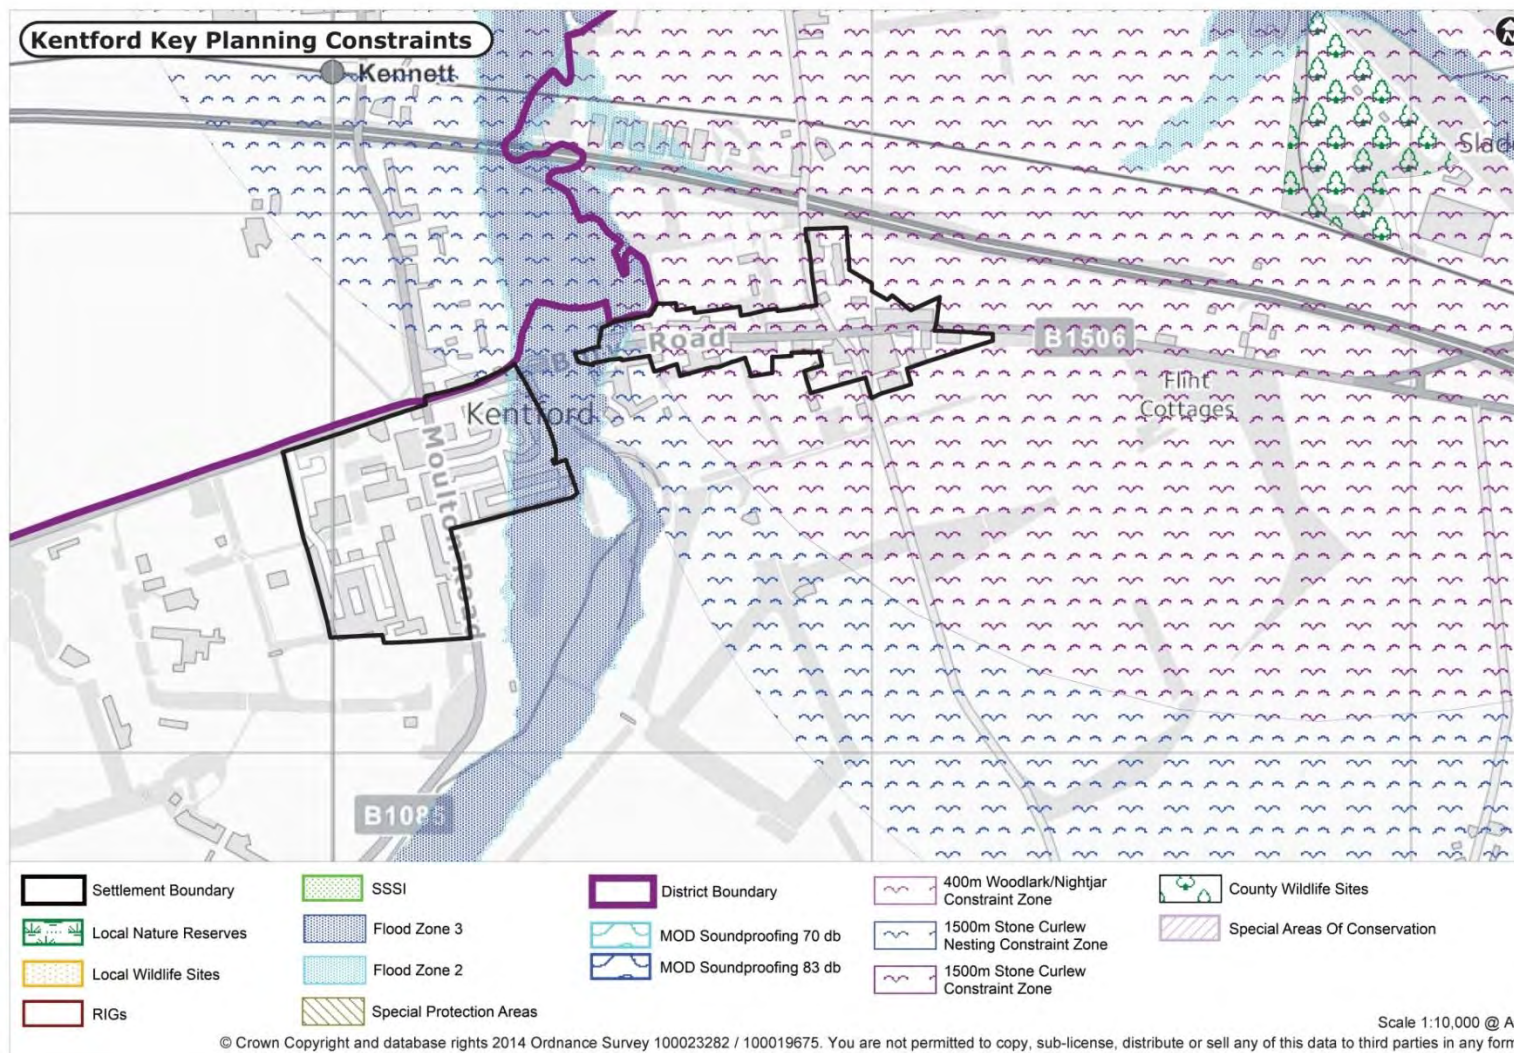 Kentford Key Planning Constraints
N
Kennett
Slad
Road
B1506
Flint
Cottages
Kentford
Moulton Road
B1085
Settlement Boundary
Local Nature Reserves
Local Wildlife Sites
RIGs
SSSI
Flood Zone 3
Flood Zone 2
Special Protection Areas
District Boundary
MOD Soundproofing 70 db
MOD Soundproofing 83 db
400m Woodlark/Nightjar
Constraint Zone
1500m Stone Curlew
Nesting Constraint Zone
1500m Stone Curlew
Constraint Zone
County Wildlife Sites
Special Areas Of Conservation
Scale 1:10,000 @ A
© Crown Copyright and database rights 2014 Ordnance Survey 100023282 / 100019675. You are not permitted to copy, sub-license, distribute or sell any of this data to third parties in any form